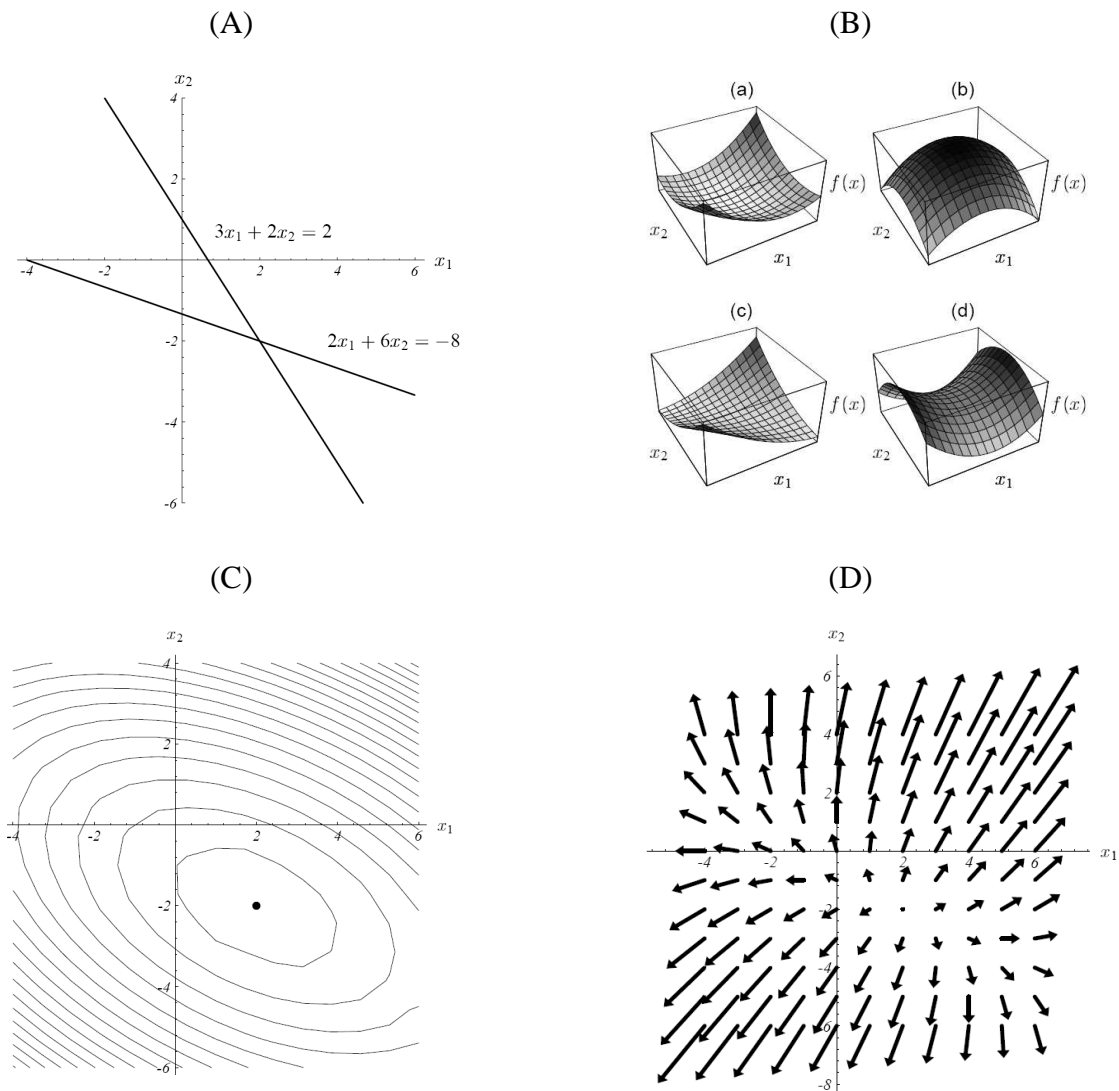 (A)
x₂
4
2
3x₁ + 2x₂ = 2
-4 -2 2 6 x₁
-2
2x₁ + 6x₂ = −8
-4
-6
(B)
(a)
f(x)
x₂
x₁
(b)
f(x)
x₂
x₁
(c)
f(x)
x₂
x₁
(d)
f(x)
x₂
x₁
(C)
x₂
4
2
-4 -2 2 4 6 x₁
-2
-4
-6
(D)
x₂
6
4
2
-4 -2 2 4 6 x₁
-2
-4
-6
-8